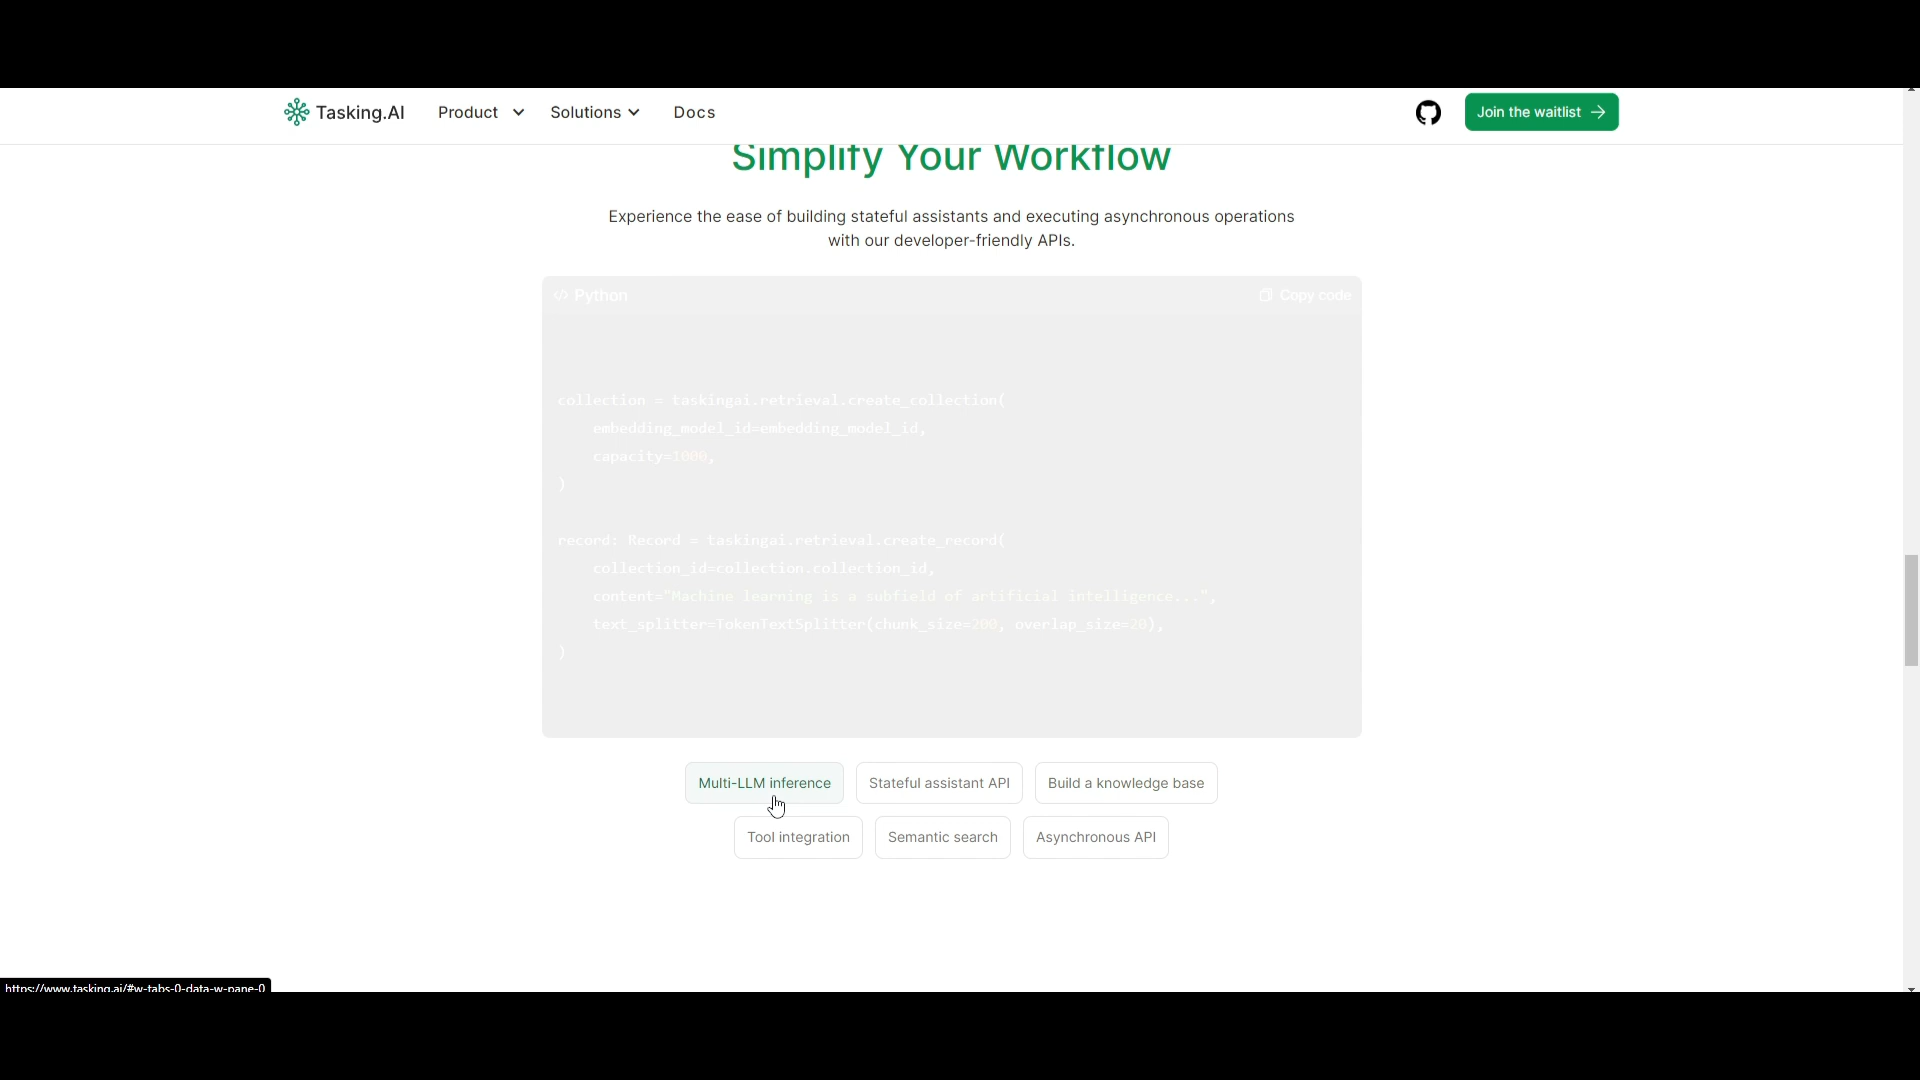 Tasking.AI
Product
Solutions
Docs
Join the waitlist
Simplify Your Workflow
Experience the ease of building stateful assistants and executing asynchronous operations
with our developer-friendly APIs.
</> Python
Copy code
collection = taskingai.retrieval.create_collection(
    embedding_model_id=embedding_model_id,
    capacity=1000,
)
record: Record = taskingai.retrieval.create_record(
    collection_id=collection.collection_id,
    content="Machine learning is a subfield of artificial intelligence...",
    text_splitter=TokenTextSplitter(chunk_size=200, overlap_size=20),
)
Multi-LLM inference
Stateful assistant API
Build a knowledge base
Tool integration
Semantic search
Asynchronous API
https://www.tasking.ai/#w-tabs-0-data-w-pane-0